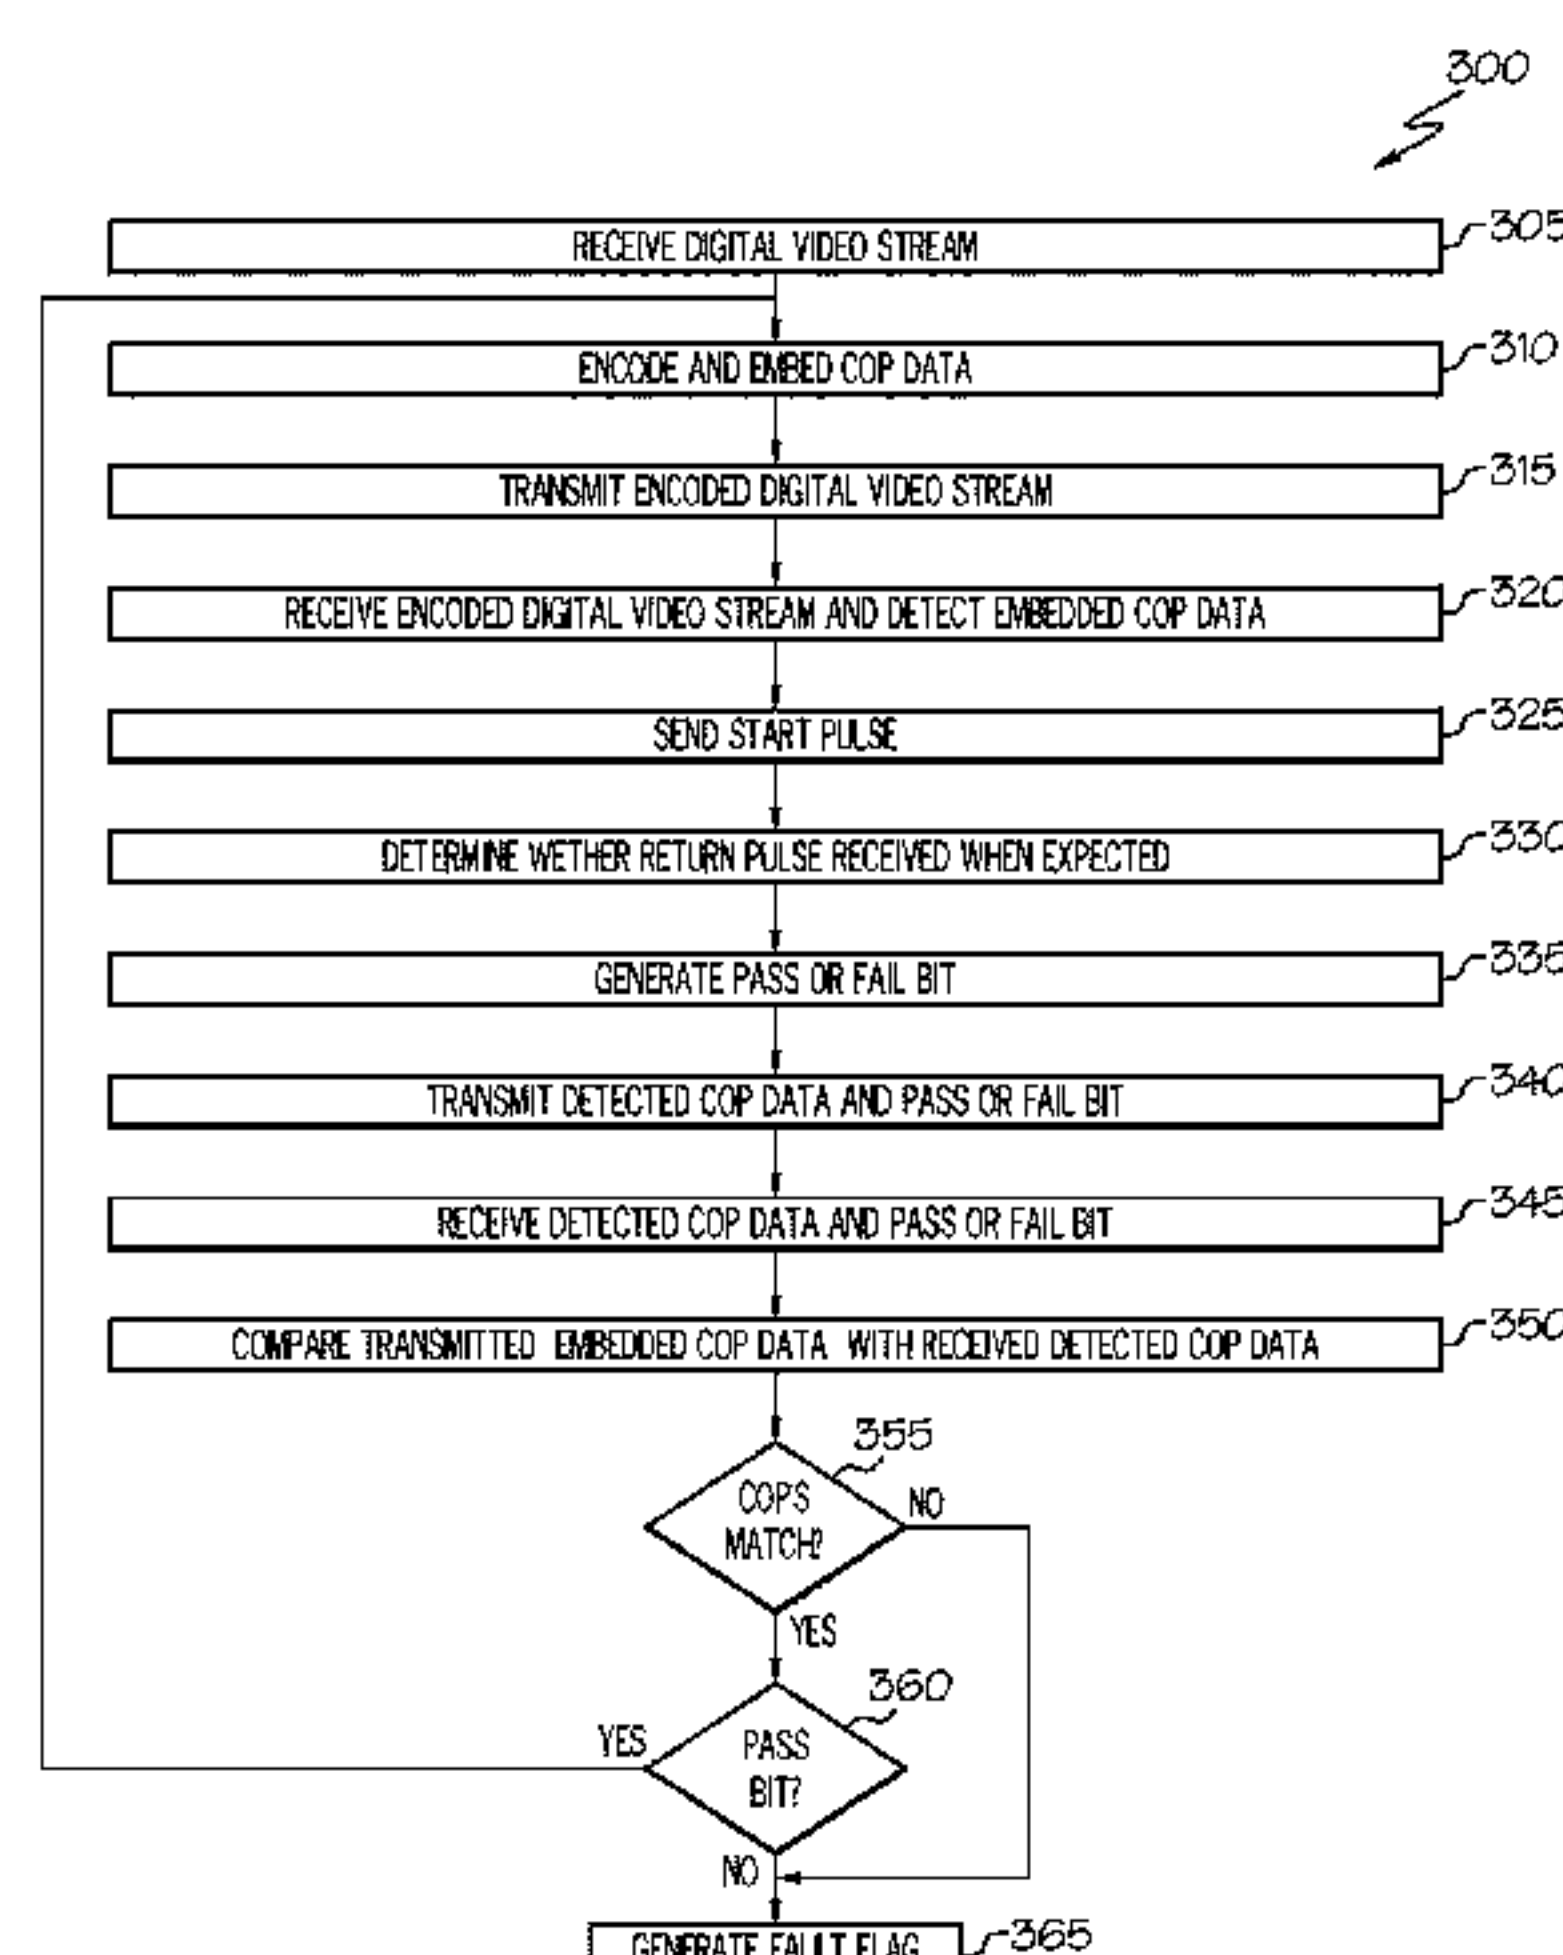 300
RECEIVE DIGITAL VIDEO STREAM
305
ENCODE AND EMBED COP DATA
310
TRANSMIT ENCODED DIGITAL VIDEO STREAM
315
RECEIVE ENCODED DIGITAL VIDEO STREAM AND DETECT EMBEDDED COP DATA
320
SEND START PULSE
325
DETERMINE WETHER RETURN PULSE RECEIVED WHEN EXPECTED
330
GENERATE PASS OR FAIL BIT
335
TRANSMIT DETECTED COP DATA AND PASS OR FAIL BIT
340
RECEIVE DETECTED COP DATA AND PASS OR FAIL BIT
345
COMPARE TRANSMITTED EMBEDDED COP DATA WITH RECEIVED DETECTED COP DATA
350
355
COPS
MATCH?
NO
YES
360
YES
PASS
BIT?
NO
GENERATE FAULT FLAG
365